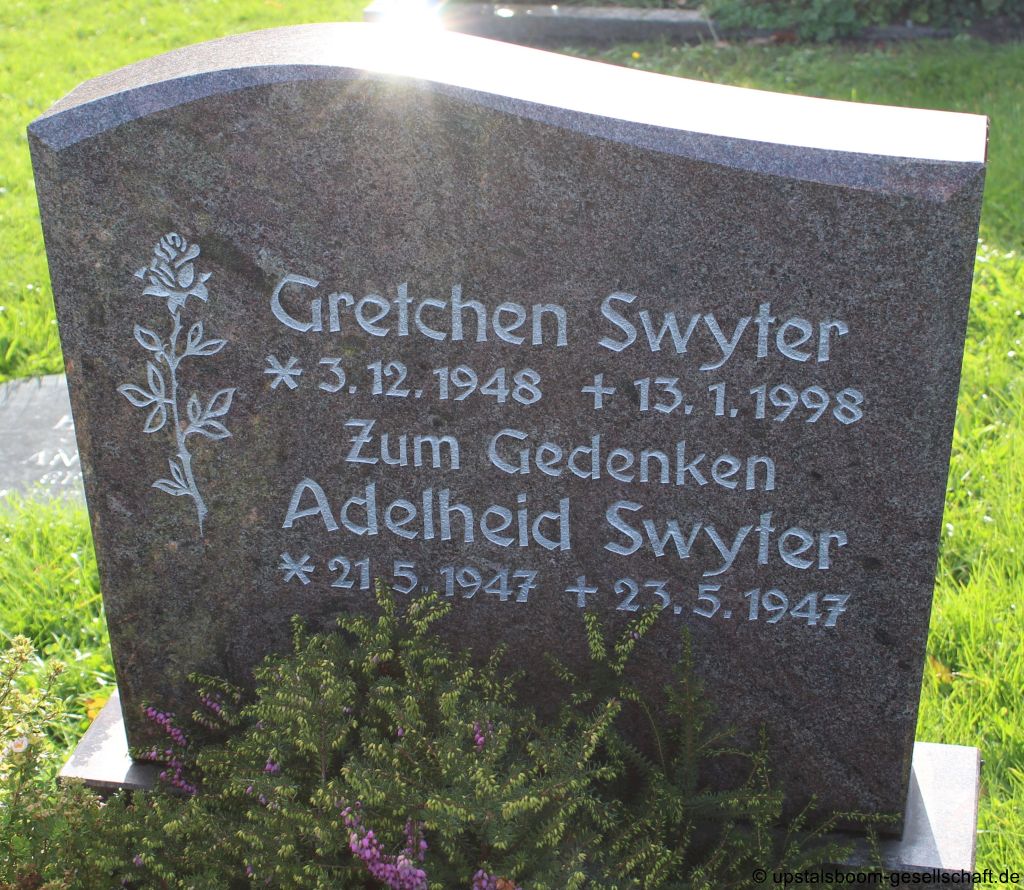 Gretchen Swyter
* 3. 12. 1948 + 13. 1. 1998
Zum Gedenken
Adelheid Swyter
* 21. 5. 1947 + 23. 5. 1947
© upstalsboom-gesellschaft.de